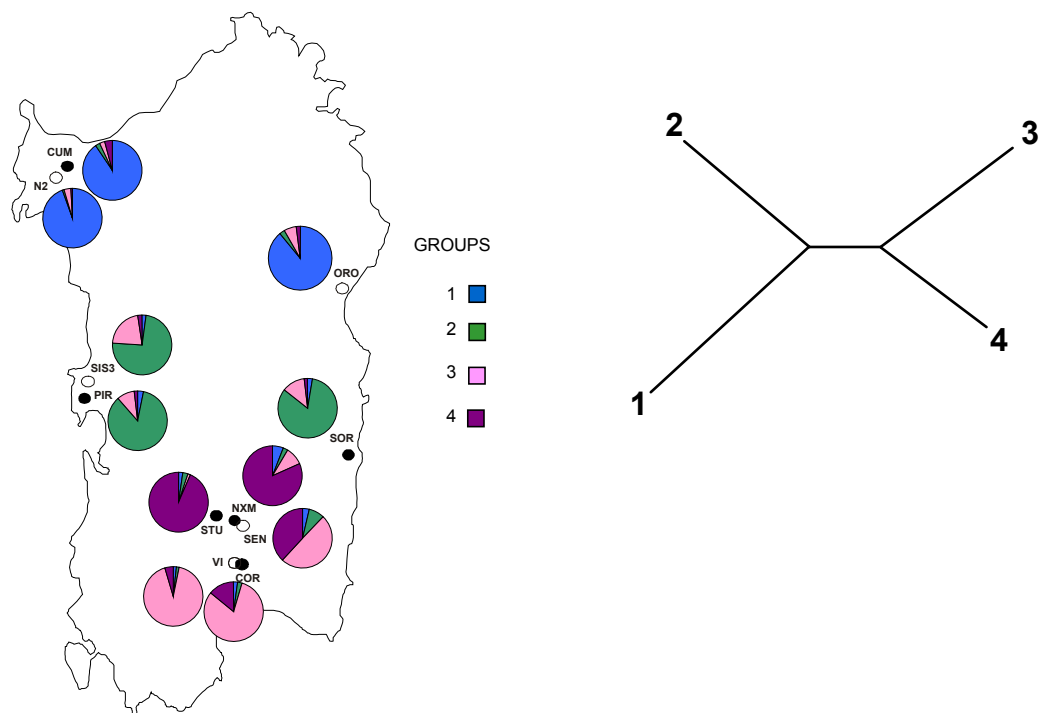 CUM
N2
ORO
SIS3
PIR
SOR
NXM
STU
SEN
VI
COR
GROUPS
1
2
3
4
2
3
4
1